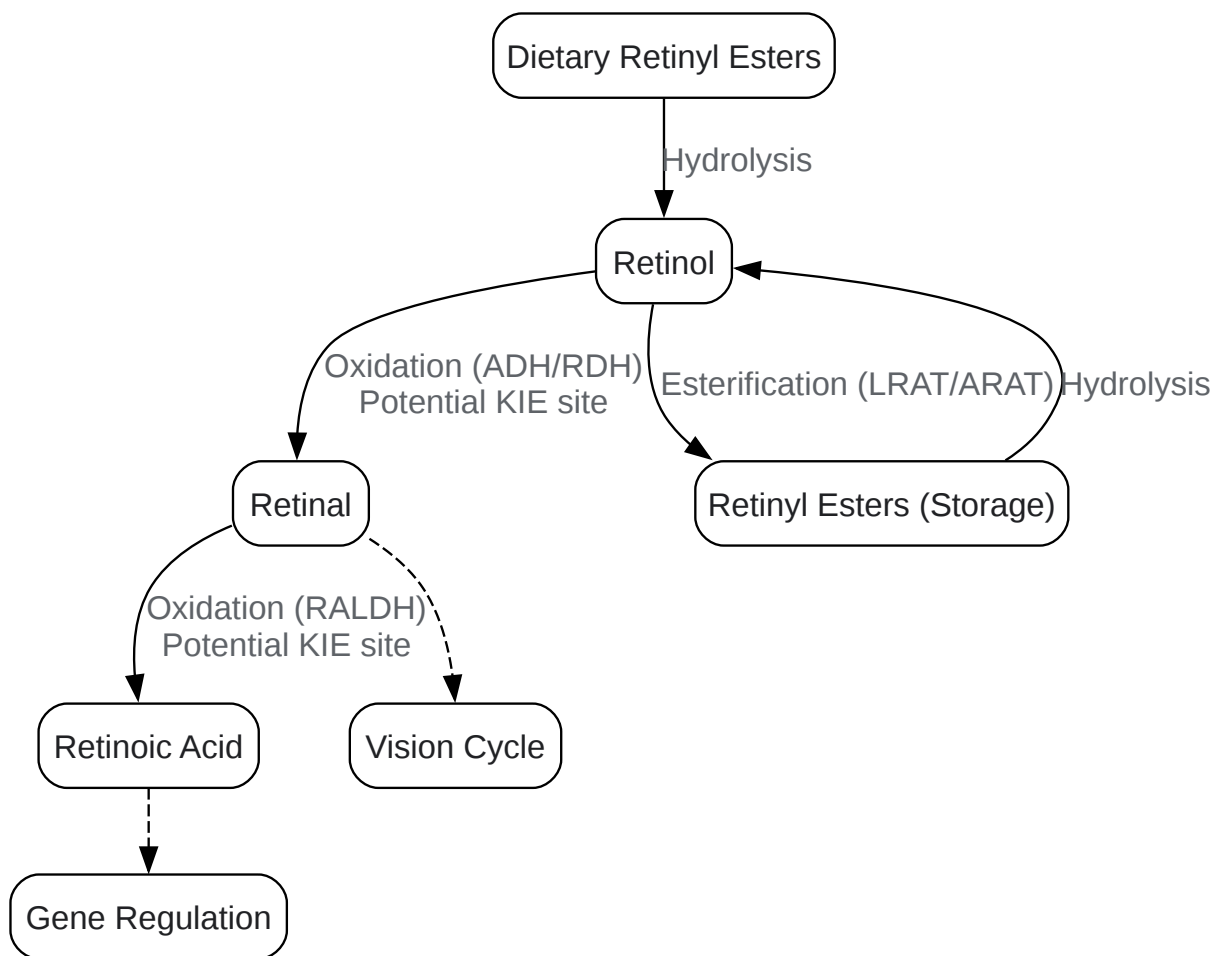 Dietary Retinyl Esters
Hydrolysis
Retinol
Oxidation (ADH/RDH)
Potential KIE site
Esterification (LRAT/ARAT)
Hydrolysis
Retinal
Retinyl Esters (Storage)
Oxidation (RALDH)
Potential KIE site
Retinoic Acid
Vision Cycle
Gene Regulation